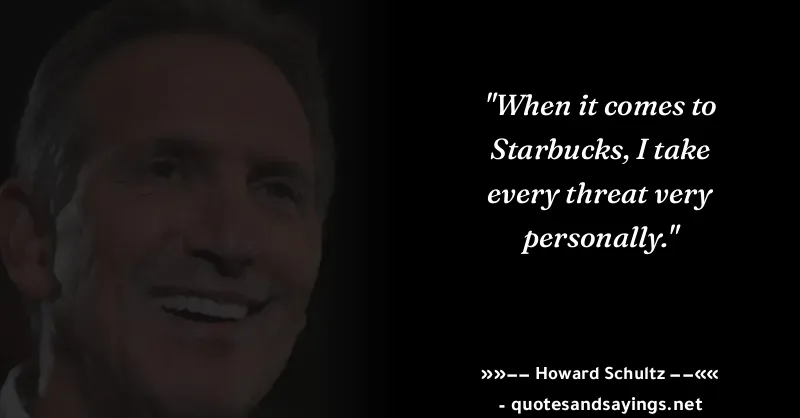 "When it comes to
Starbucks, I take
every threat very
personally."
»»–– Howard Schultz ––««
- quotesandsayings.net